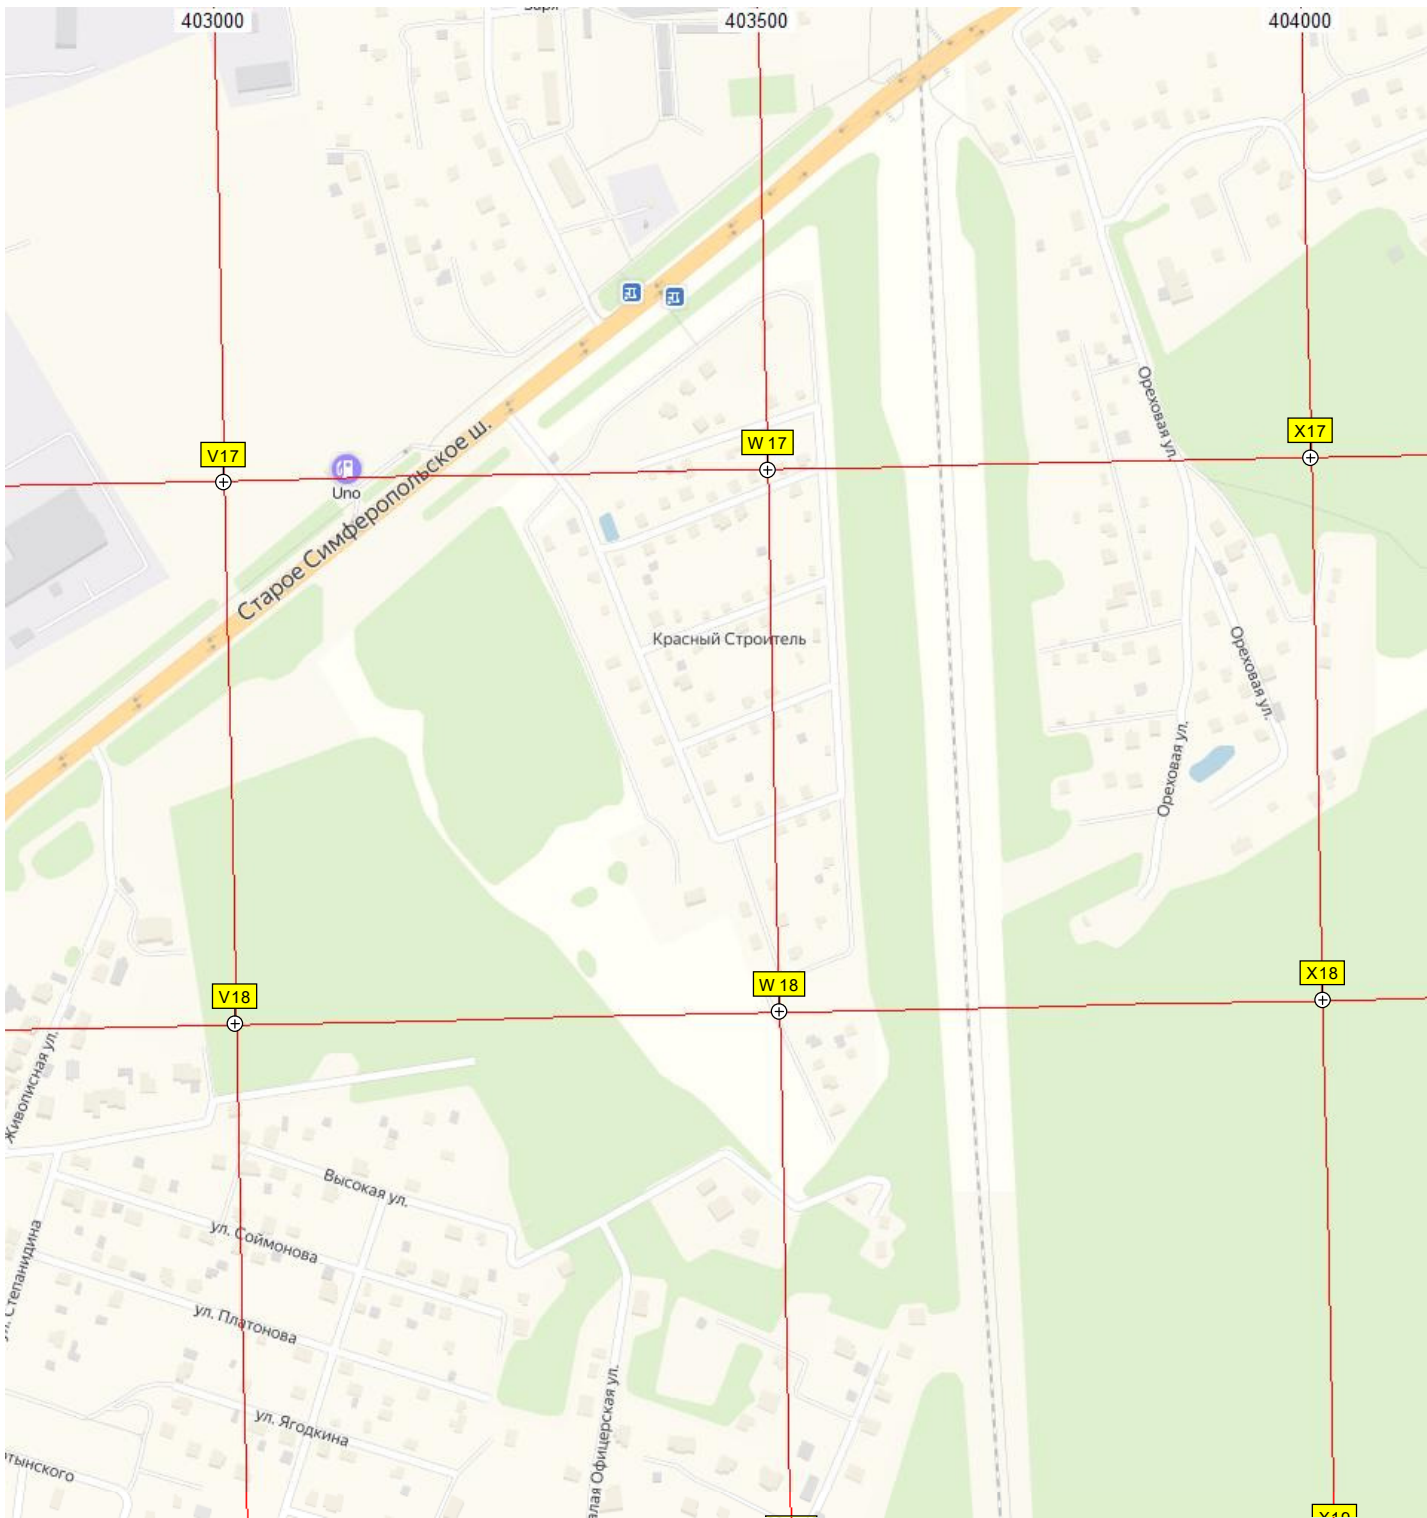 403000
403500
404000
Ореховая ул.
Старое Симферопольское ш.
V17
W 17
X17
Uno
Красный Строитель
Ореховая ул.
Ореховая ул.
V18
W 18
X18
Живописная ул.
Высокая ул.
ул. Соймонова
ул. Степанидина
ул. Платонова
ул. Ягодкина